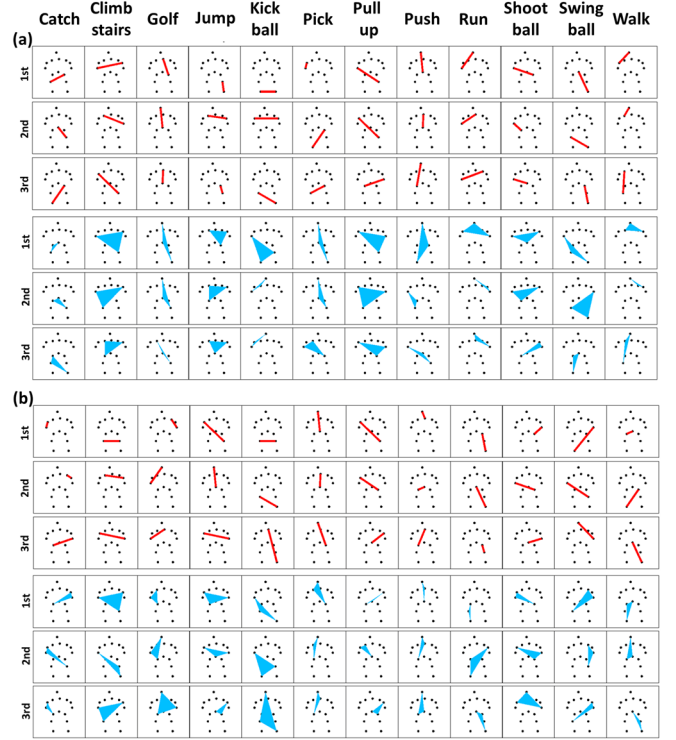 Catch Climb stairs Golf Jump Kick ball Pick Pull up Push Run Shoot ball Swing ball Walk
(a)
1st
2nd
3rd
1st
2nd
3rd
(b)
1st
2nd
3rd
1st
2nd
3rd